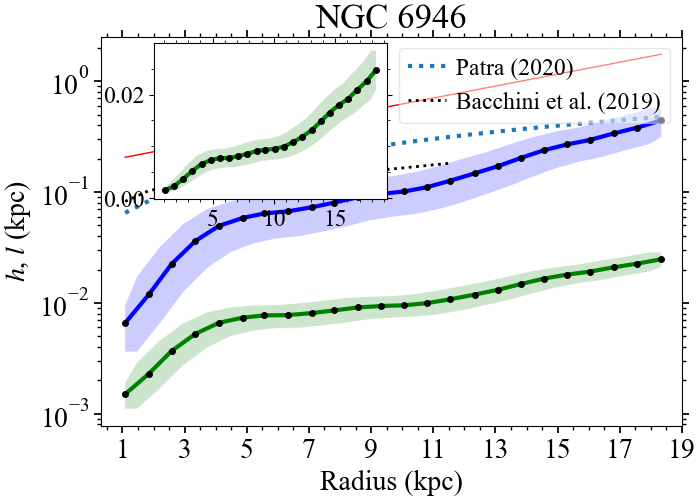 NGC 6946
10⁰
10⁻¹
10⁻²
10⁻³
h, l (kpc)
0.02
0.00
5 10 15
Patra (2020)
Bacchini et al. (2019)
1 3 5 7 9 11 13 15 17 19
Radius (kpc)